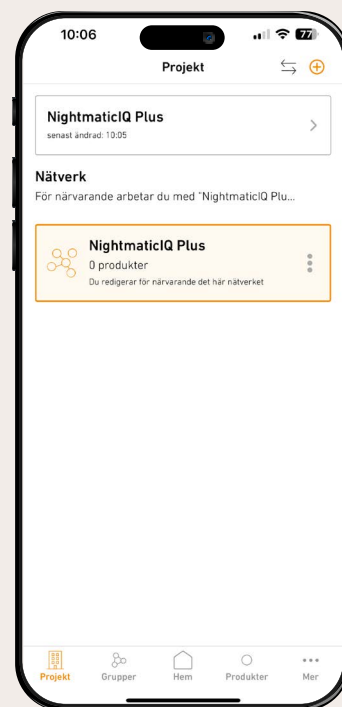 10:06
77
Projekt
NightmaticIQ Plus
senast ändrad: 10:05
Nätverk
För närvarande arbetar du med "NightmaticIQ Plu...
NightmaticIQ Plus
0 produkter
Du redigerar för närvarande det här nätverket
Projekt Grupper Hem Produkter Mer